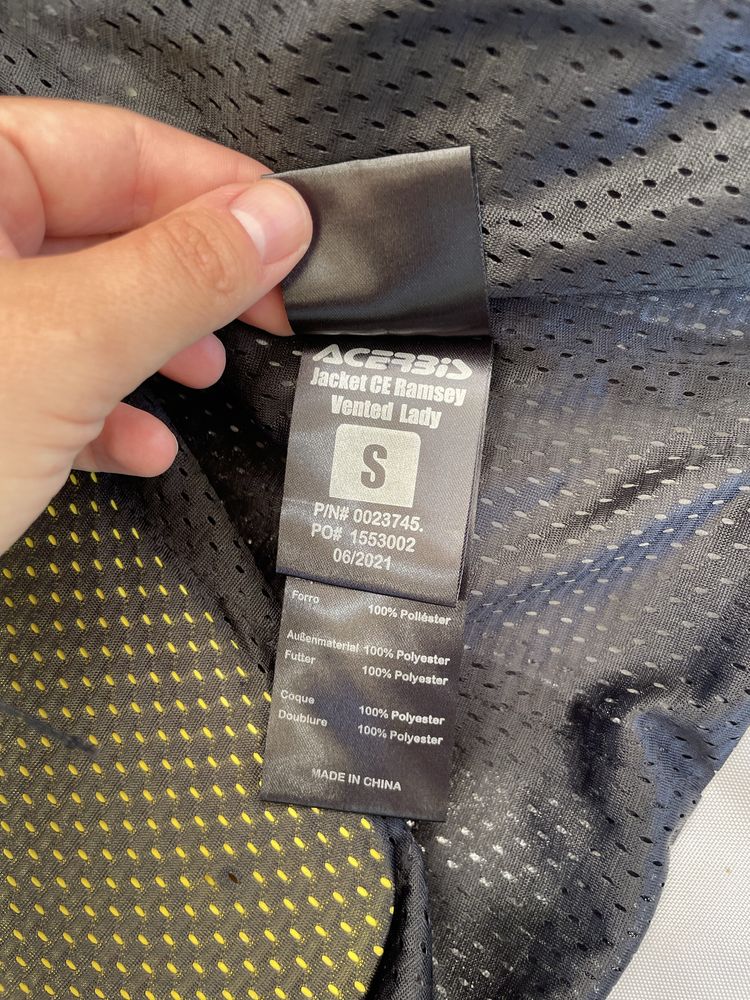 ACERBIS
Jacket CE Ramsey
Vented Lady
S
P/N# 0023745.
PO# 1553002
06/2021
Forro 100% Poliéster
Außenmaterial 100% Polyester
Futter 100% Polyester
Coque 100% Polyester
Doublure 100% Polyester
MADE IN CHINA